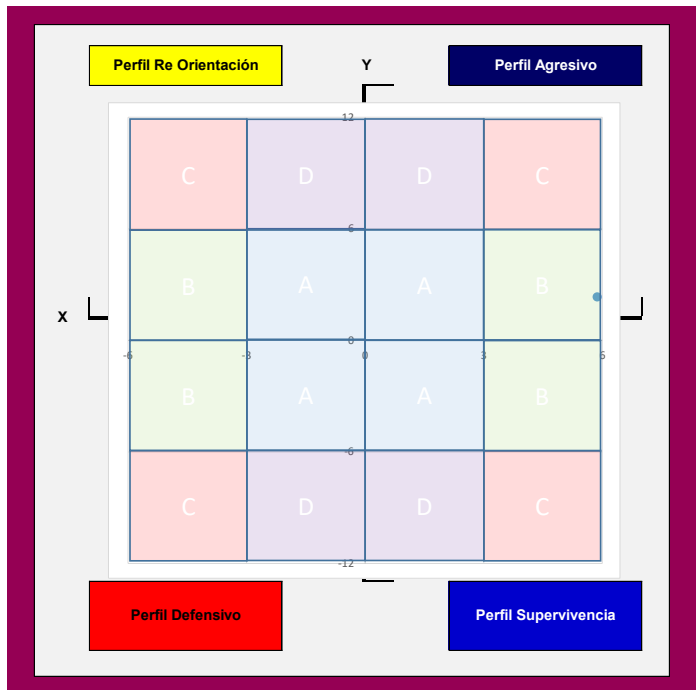 Perfil Re Orientación
Y
Perfil Agresivo
12
C D D C
6
B A A B
X
0
-6 -3 0 3 6
B A A B
-6
C D D C
-12
Perfil Defensivo
Perfil Supervivencia